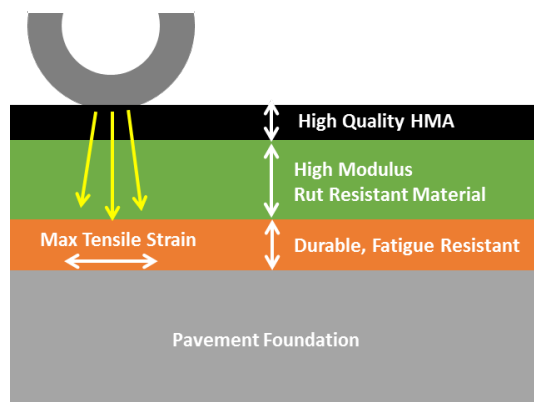 High Quality HMA
High Modulus
Rut Resistant Material
Max Tensile Strain
Durable, Fatigue Resistant
Pavement Foundation